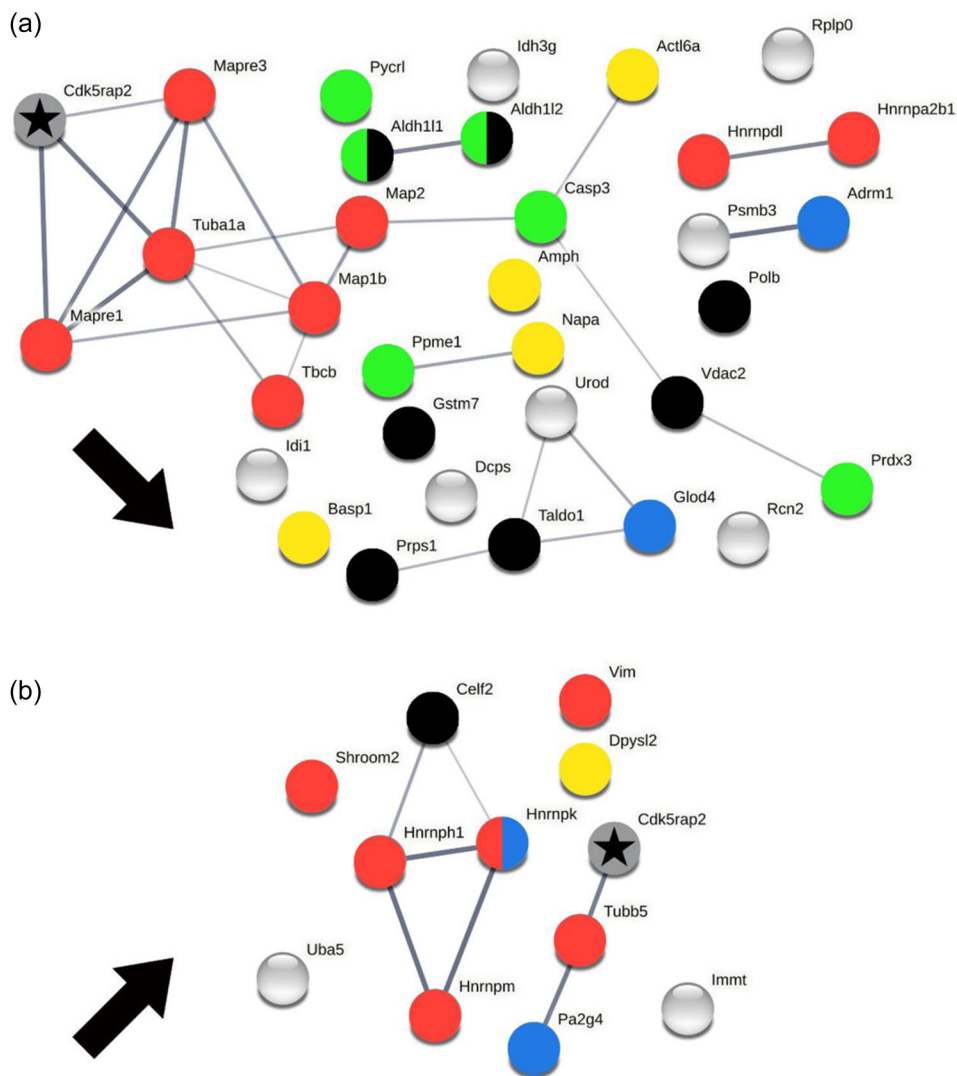 (a)
Rplp0
Idh3g
Actl6a
Mapre3
Pycrl
Cdk5rap2
Aldh1l1
Aldh1l2
Hnrnpdl
Hnrnpa2b1
Map2
Casp3
Psmb3
Adrm1
Tuba1a
Amph
Map1b
Polb
Mapre1
Napa
Ppme1
Tbcb
Urod
Vdac2
Gstm7
Idi1
Dcps
Prdx3
Glod4
Basp1
Taldo1
Rcn2
Prps1
(b)
Vim
Celf2
Dpysl2
Shroom2
Hnrnpk
Cdk5rap2
Hnrnph1
Tubb5
Uba5
Hnrnpm
Immt
Pa2g4